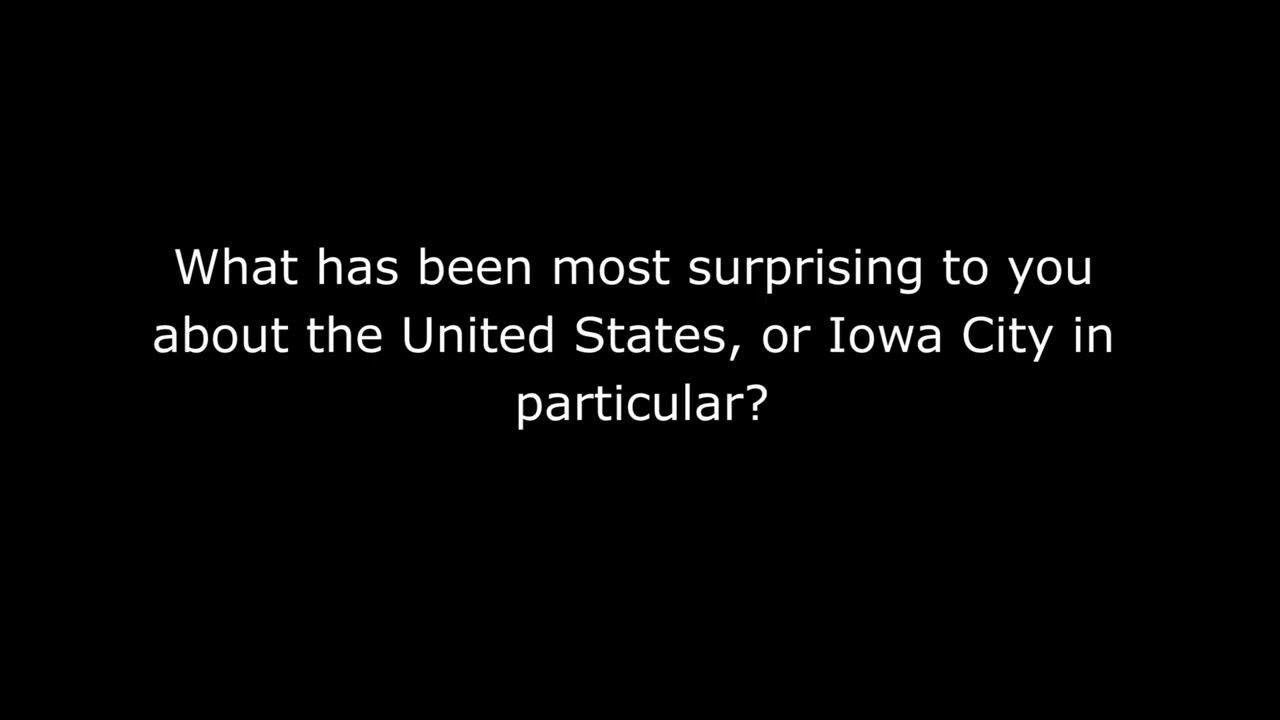 What has been most surprising to you
about the United States, or Iowa City in
particular?